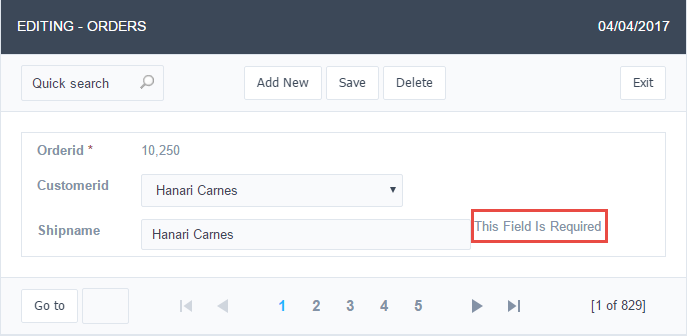 EDITING - ORDERS 04/04/2017
Quick search Add New Save Delete Exit
Orderid * 10,250
Customerid Hanari Carnes
Shipname Hanari Carnes This Field Is Required
Go to 1 2 3 4 5 [1 of 829]